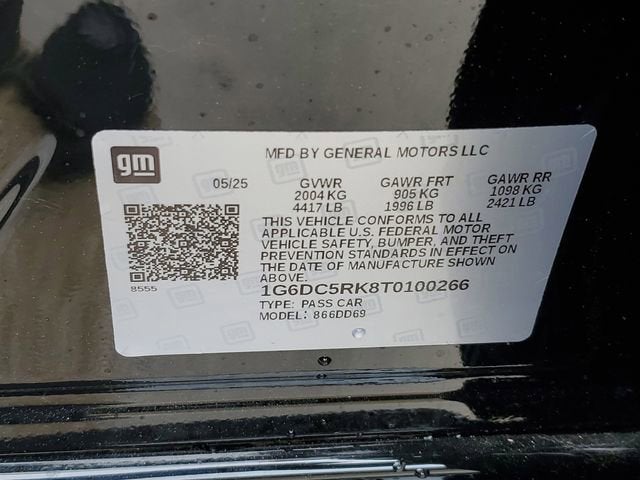 gm
MFD BY GENERAL MOTORS LLC
05/25 GVWR GAWR FRT GAWR RR
2004 KG 905 KG 1098 KG
4417 LB 1996 LB 2421 LB
THIS VEHICLE CONFORMS TO ALL
APPLICABLE U.S. FEDERAL MOTOR
VEHICLE SAFETY, BUMPER, AND THEFT
PREVENTION STANDARDS IN EFFECT ON
THE DATE OF MANUFACTURE SHOWN
ABOVE.
8555
1G6DC5RK8T0100266
TYPE: PASS CAR
MODEL: 866DD69